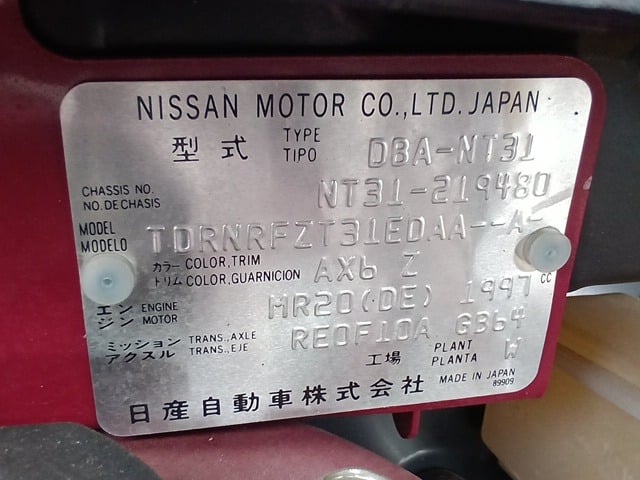 NISSAN MOTOR CO.,LTD. JAPAN
型式 TYPE TIPO DBA-NT31
CHASSIS NO. NO. DE CHASIS NT31-219480
MODEL MODELO TDRNRFZT31EDAA--A-
カラー COLOR,TRIM トリム COLOR,GUARNICION AX6 Z
エンジン ENGINE MOTOR MR20(DE) 1997 CC
ミッション アクスル TRANS.,AXLE TRANS.,EJE RE0F10A GB64
工場 PLANT PLANTA W
日産自動車株式会社 MADE IN JAPAN
89909